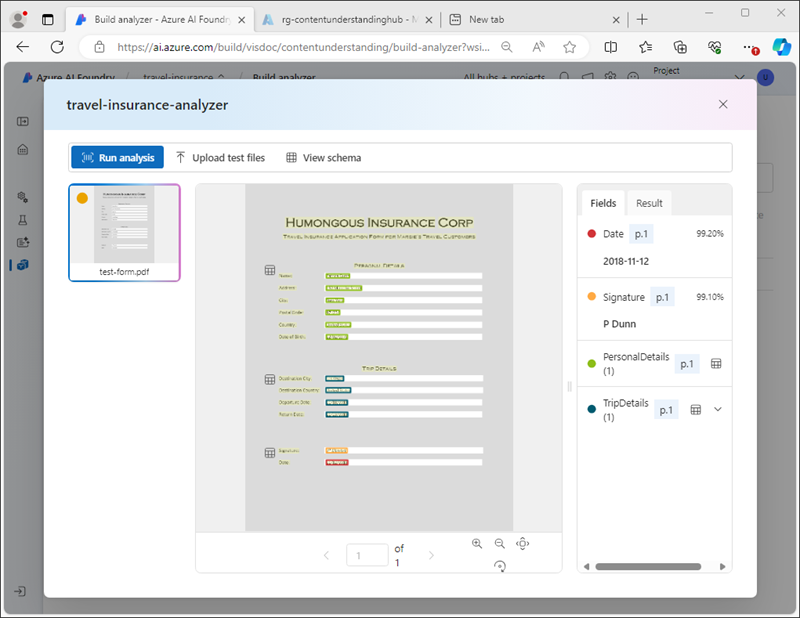 Build analyzer - Azure AI Foundry
rg-contentunderstandinghub - M
New tab
https://ai.azure.com/build/visdoc/contentunderstanding/build-analyzer?wsi...
Azure AI Foundry / travel-insurance / Build analyzer
All hubs + projects
Project
U
travel-insurance-analyzer
Run analysis
Upload test files
View schema
test-form.pdf
Humongous Insurance Corp
Travel Insurance Application Form for Margie's Travel Customers
Personal Details
Name:
Address:
City:
Postal Code:
Country:
Date of Birth:
Trip Details
Destination City:
Destination Country:
Departure Date:
Return Date:
Signature:
Date:
1 of
1
Fields
Result
Date p.1 99.20%
2018-11-12
Signature p.1 99.10%
P Dunn
PersonalDetails
(1) p.1
TripDetails
(1) p.1